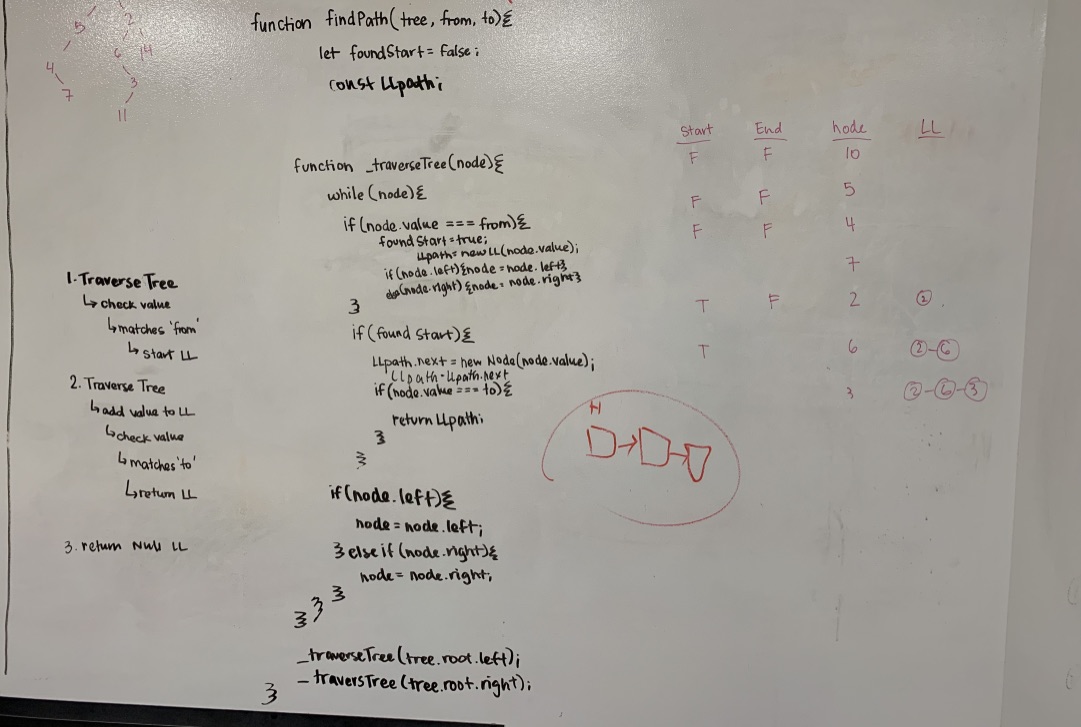 5 2
6 14
4 3
7
11
function findPath(tree, from, to){
let foundStart = False;
const LLpath;
function _traverseTree(node){
while (node){
if (node.value === from){
foundStart = true;
LLpath = new LL(node.value);
if(node.left){node = node.left}
(node.right) {node = node.right}
}
if (found Start){
LLpath.next = new Node(node.value);
LLpath = LLpath.next
if(node.value === to){
return LLpath;
}
}
if(node.left){
node = node.left;
} else if (node.right){
node = node.right;
}
}
}
_traverseTree(tree.root.left);
_traversTree(tree.root.right);
}
1. Traverse Tree
↳ check value
↳ matches 'from'
↳ start LL
2. Traverse Tree
↳ add value to LL
↳ check value
↳ matches 'to'
↳ return LL
3. return Null LL
Start End node LL
F F 10
F F 5
F F 4
7
T F 2 2
T 6 2-6
3 2-6-3
H